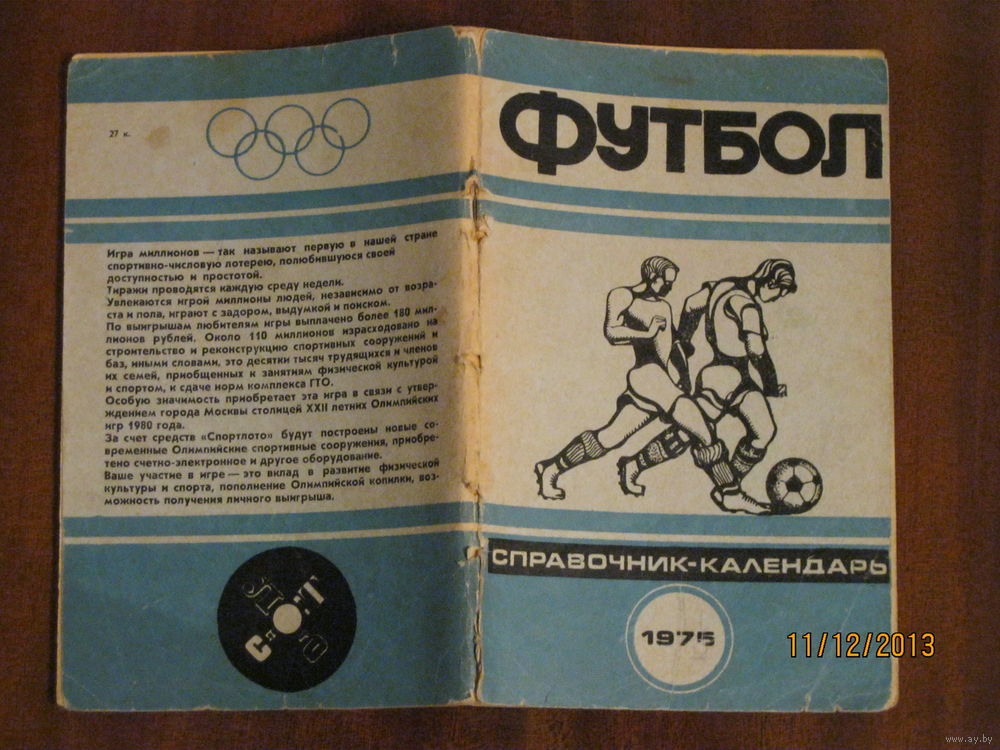 27 к.
Игра миллионов — так называют первую в нашей стране
спортивно-числовую лотерею, полюбившуюся своей
доступностью и простотой.
Тиражи проводятся каждую среду недели.
Увлекаются игрой миллионы людей, независимо от возра-
ста и пола, играют с задором, выдумкой и поиском.
По выигрышам любителям игры выплачено более 180 мил-
лионов рублей. Около 110 миллионов израсходовано на
строительство и реконструкцию спортивных сооружений и
баз, иными словами, это десятки тысяч трудящихся и членов
их семей, приобщенных к занятиям физической культурой
и спортом, к сдаче норм комплекса ГТО.
Особую значимость приобретает эта игра в связи с утвер-
ждением города Москвы столицей XXII летних Олимпийских
игр 1980 года.
За счет средств «Спортлото» будут построены новые со-
временные Олимпийские спортивные сооружения, приобре-
тено счетно-электронное и другое оборудование.
Ваше участие в игре — это вклад в развитие физической
культуры и спорта, пополнение Олимпийской копилки, воз-
можность получения личного выигрыша.
ФУТБОЛ
СПРАВОЧНИК-КАЛЕНДАРЬ
1975
11/12/2013
www.ay.by